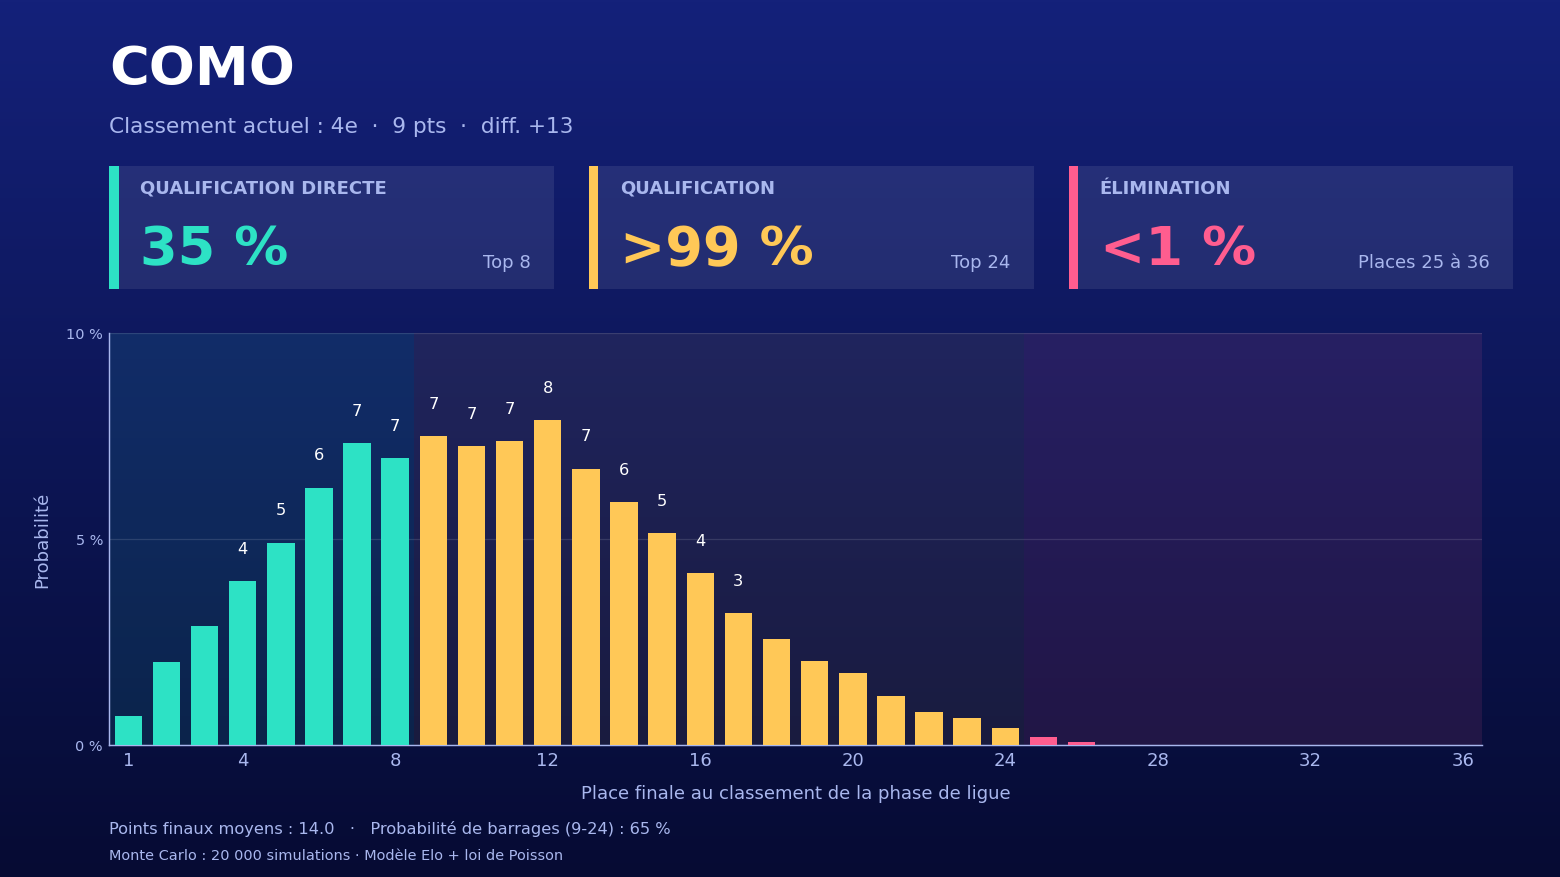 COMO
Classement actuel : 4e · 9 pts · diff. +13
QUALIFICATION DIRECTE
35 %
Top 8
QUALIFICATION
>99 %
Top 24
ÉLIMINATION
<1 %
Places 25 à 36
Probabilité
10 %
5 %
0 %
4
5
6
7
7
7
7
7
8
7
6
5
4
3
1 4 8 12 16 20 24 28 32 36
Place finale au classement de la phase de ligue
Points finaux moyens : 14.0 · Probabilité de barrages (9-24) : 65 %
Monte Carlo : 20 000 simulations · Modèle Elo + loi de Poisson